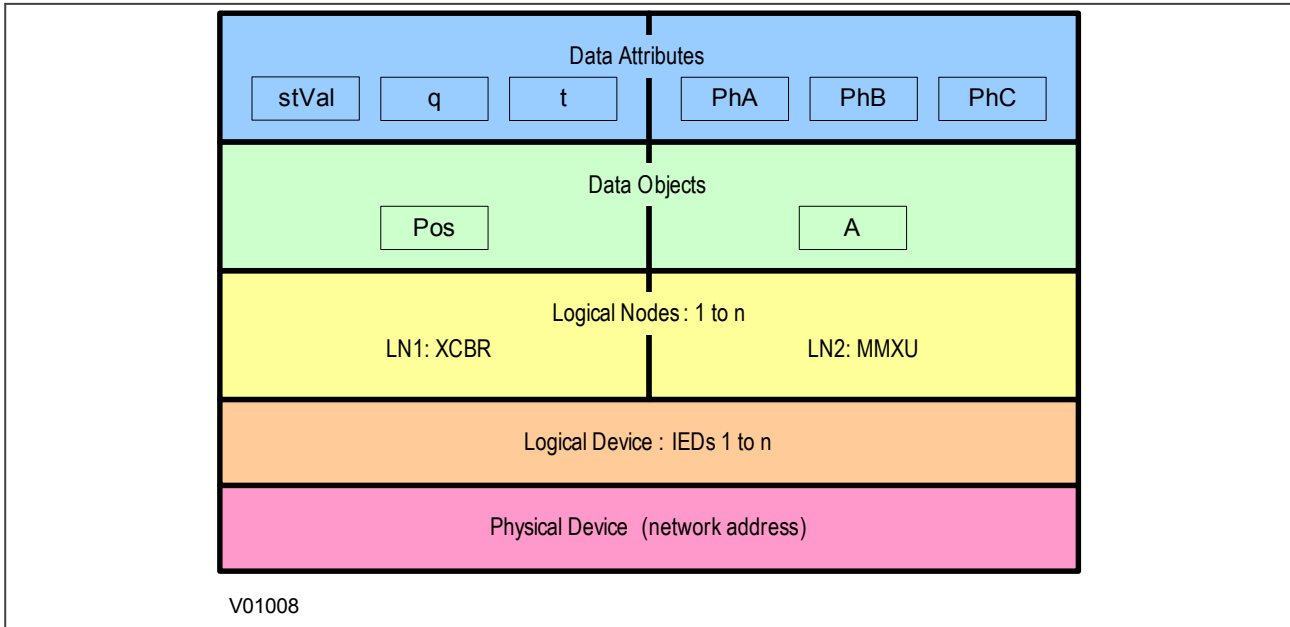 Data Attributes
stVal q t PhA PhB PhC
Data Objects
Pos A
Logical Nodes : 1 to n
LN1: XCBR LN2: MMXU
Logical Device : IEDs 1 to n
Physical Device (network address)
V01008